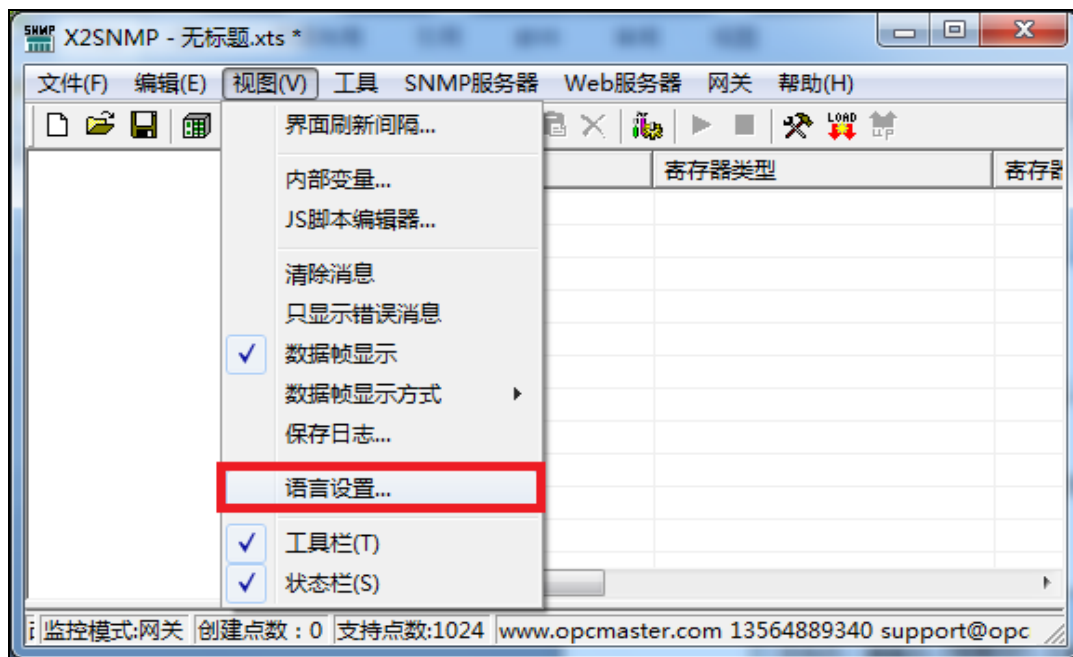 SNMP X2SNMP - 无标题.xts *
文件(F) 编辑(E) 视图(V) 工具 SNMP服务器 Web服务器 网关 帮助(H)
LOAD UP
界面刷新间隔...
寄存器类型 寄存器
内部变量...
JS脚本编辑器...
清除消息
只显示错误消息
数据帧显示
数据帧显示方式
保存日志...
语言设置...
工具栏(T)
状态栏(S)
监控模式:网关 创建点数:0 支持点数:1024 www.opcmaster.com 13564889340 support@opc